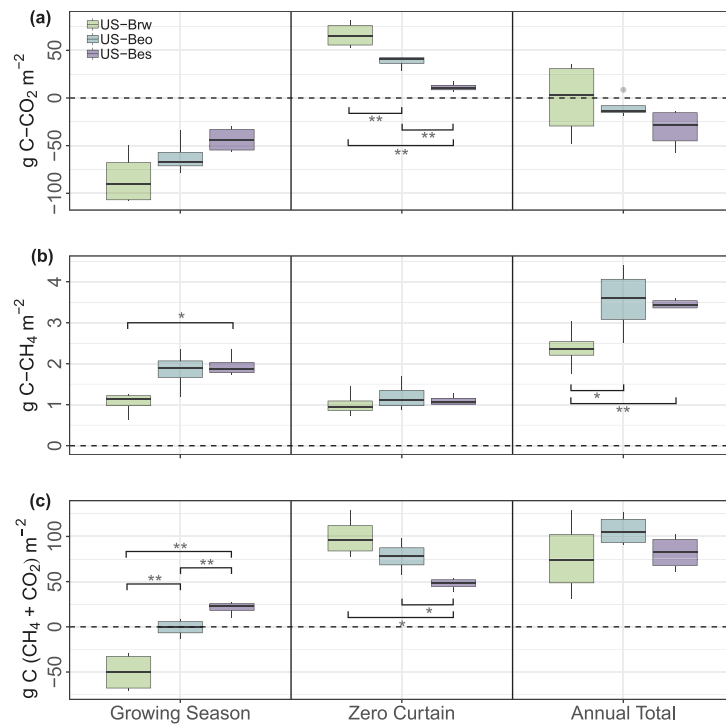 (a)
US-Brw
US-Beo
US-Bes
g C−CO₂ m⁻²
50
0
−50
−100
**
**
**
(b)
g C−CH₄ m⁻²
4
3
2
1
0
*
*
**
(c)
g C (CH₄ + CO₂) m⁻²
100
50
0
−50
**
**
**
*
*
Growing Season Zero Curtain Annual Total